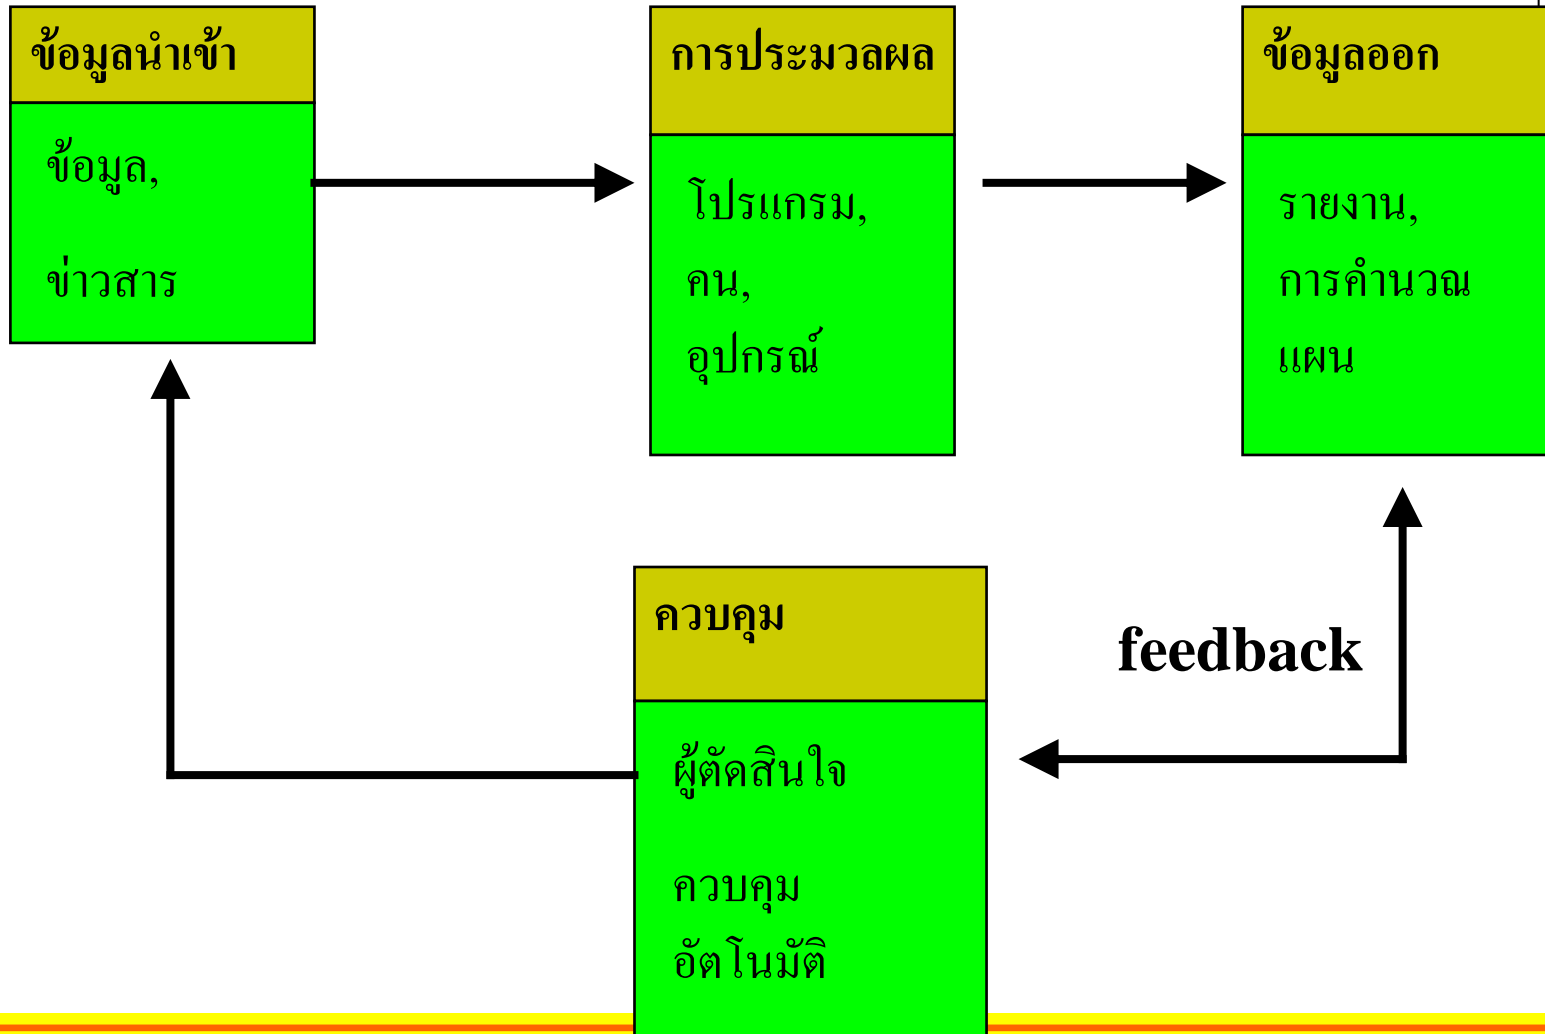 ข้อมูลนำเข้า
ข้อมูล,
ข่าวสาร
การประมวลผล
โปรแกรม,
คน,
อุปกรณ์
ข้อมูลออก
รายงาน,
การคำนวณ
แผน
ควบคุม
ผู้ตัดสินใจ
ควบคุม
อัตโนมัติ
feedback